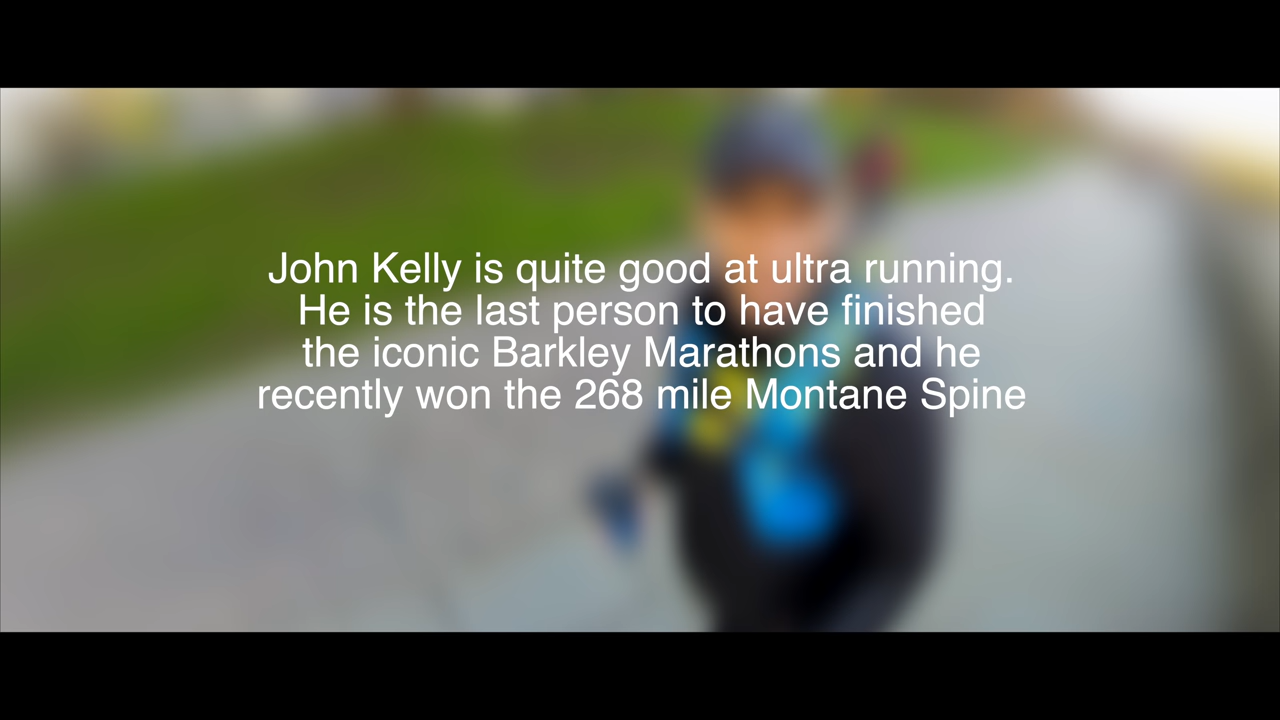 John Kelly is quite good at ultra running.
He is the last person to have finished
the iconic Barkley Marathons and he
recently won the 268 mile Montane Spine